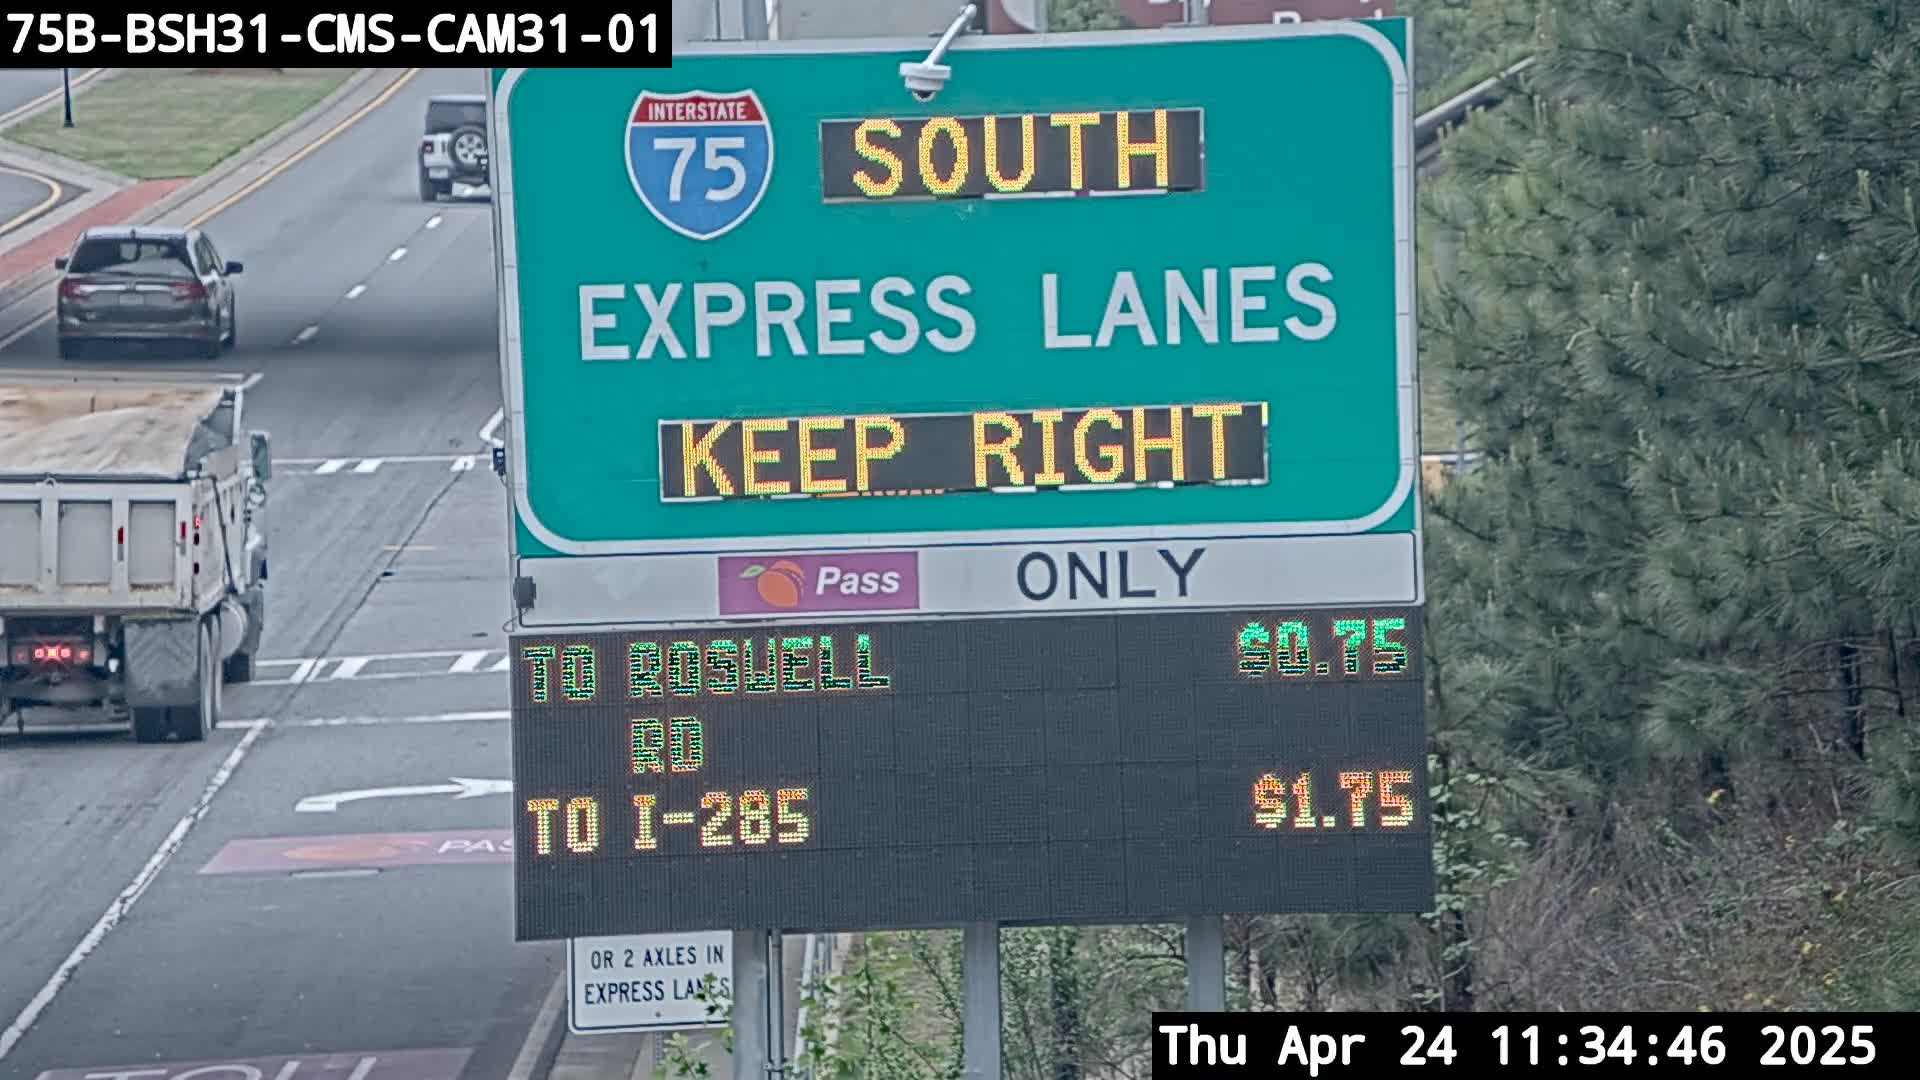 75B-BSH31-CMS-CAM31-01
INTERSTATE
75
SOUTH
EXPRESS LANES
KEEP RIGHT
Pass ONLY
TO ROSWELL $0.75
RD
TO I-285 $1.75
OR 2 AXLES IN
EXPRESS LANES
TOLL
Thu Apr 24 11:34:46 2025